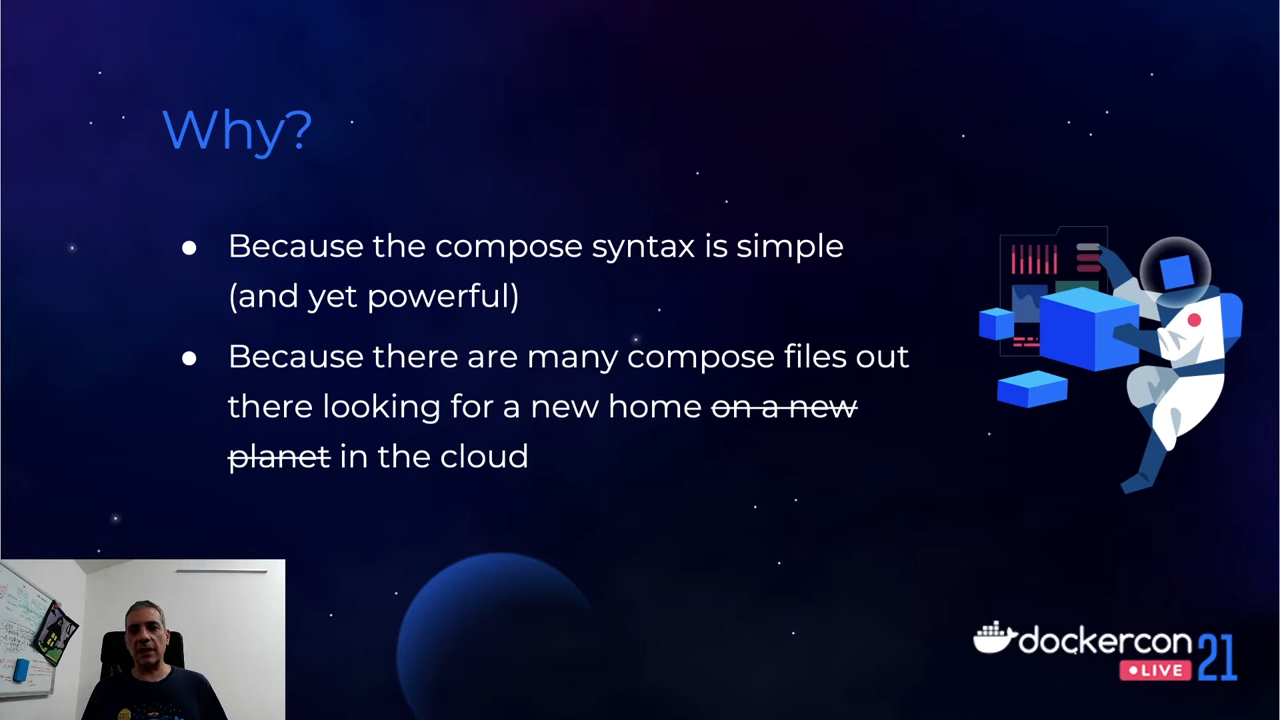 Why?
● Because the compose syntax is simple
(and yet powerful)
● Because there are many compose files out
there looking for a new home on a new
planet in the cloud
dockercon
LIVE
21